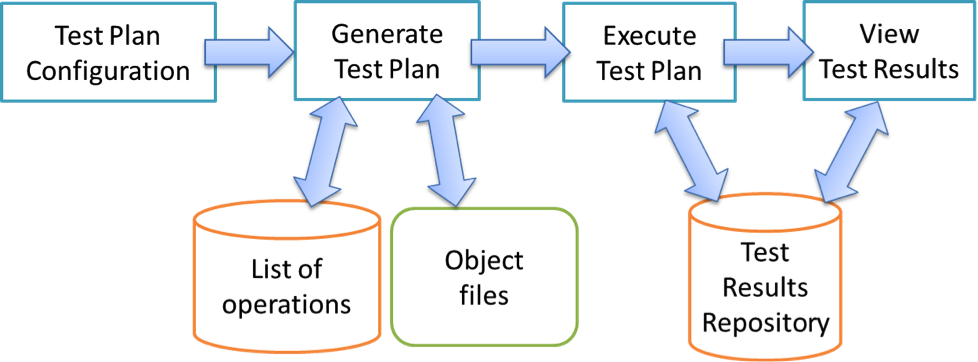 Test Plan
Configuration
Generate
Test Plan
Execute
Test Plan
View
Test Results
List of
operations
Object
files
Test
Results
Repository